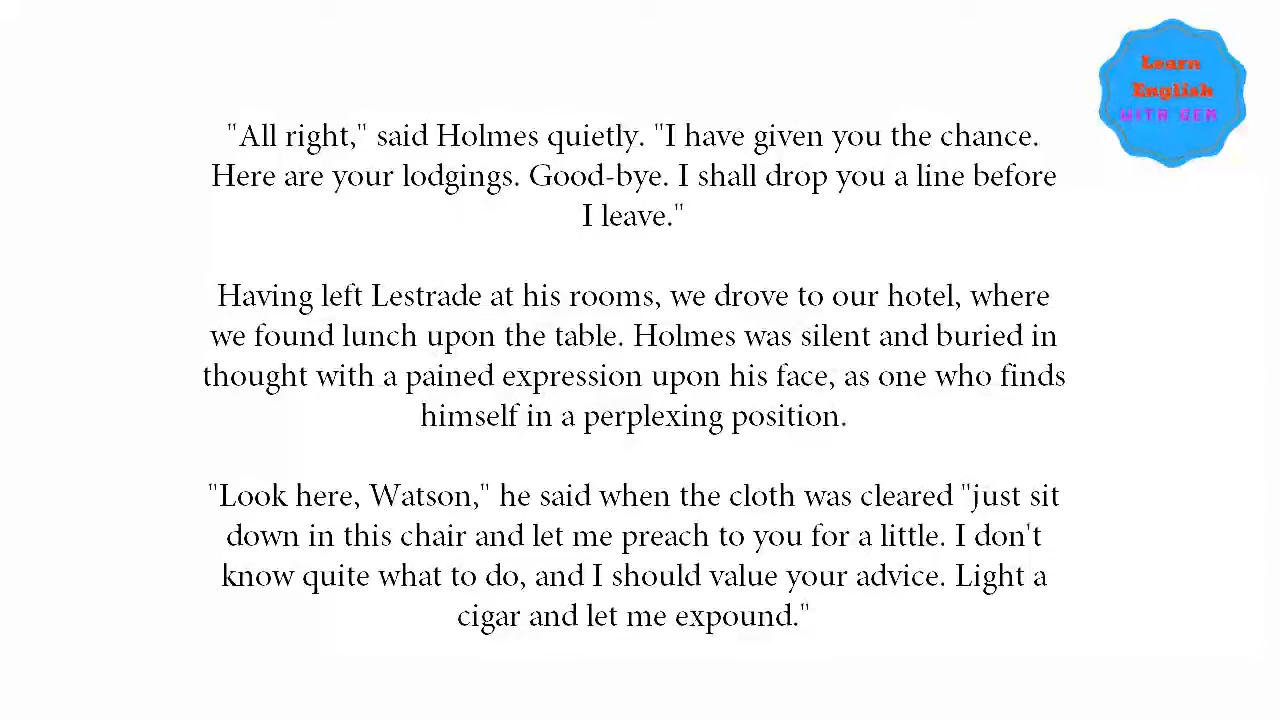 Learn
English
WITH GEM
"All right," said Holmes quietly. "I have given you the chance.
Here are your lodgings. Good-bye. I shall drop you a line before
I leave."
Having left Lestrade at his rooms, we drove to our hotel, where
we found lunch upon the table. Holmes was silent and buried in
thought with a pained expression upon his face, as one who finds
himself in a perplexing position.
"Look here, Watson," he said when the cloth was cleared "just sit
down in this chair and let me preach to you for a little. I don't
know quite what to do, and I should value your advice. Light a
cigar and let me expound."